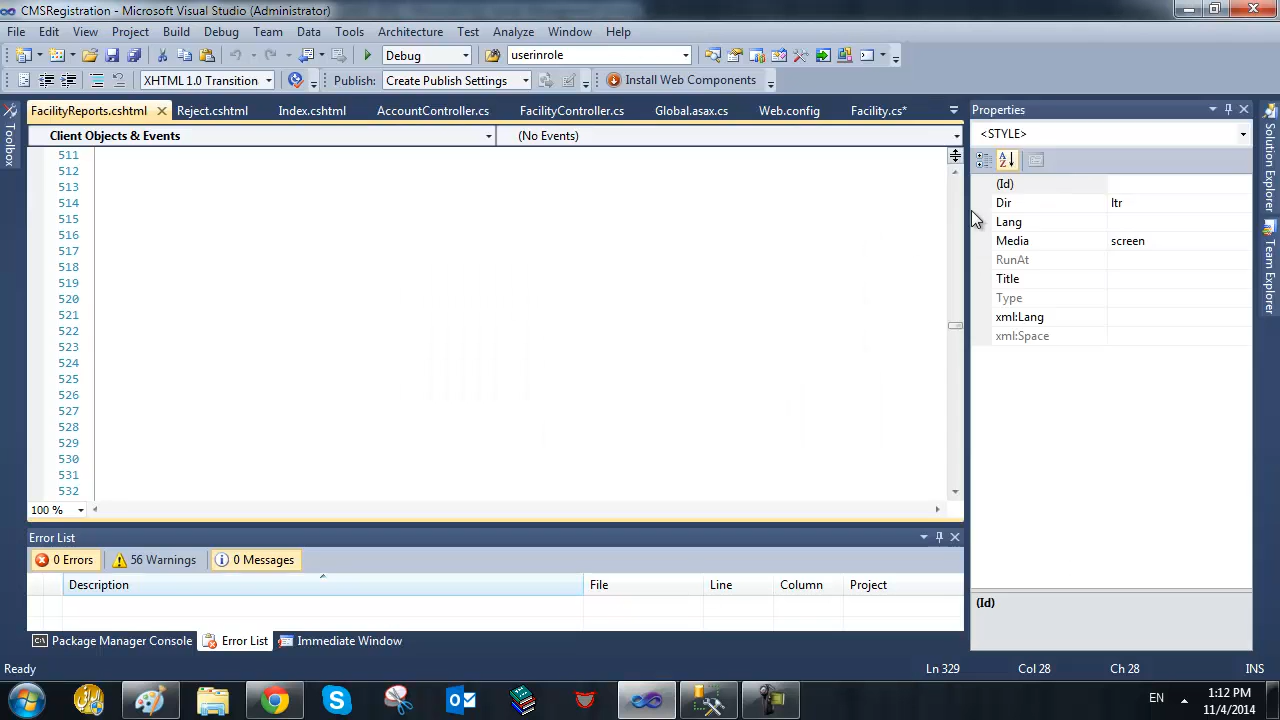 CMSRegistration - Microsoft Visual Studio (Administrator)
File Edit View Project Build Debug Team Data Tools Architecture Test Analyze Window Help
Debug userinrole
XHTML 1.0 Transition Publish: Create Publish Settings Install Web Components
FacilityReports.cshtml Reject.cshtml Index.cshtml AccountController.cs FacilityController.cs Global.asax.cs Web.config Facility.cs*
Client Objects & Events (No Events)
511
512
513
514
515
516
517
518
519
520
521
522
523
524
525
526
527
528
529
530
531
532
100 %
Properties
<STYLE>
(Id)
Dir ltr
Lang
Media screen
RunAt
Title
Type
xml:Lang
xml:Space
(Id)
Toolbox
Solution Explorer
Team Explorer
Error List
0 Errors 56 Warnings 0 Messages
Description File Line Column Project
Package Manager Console Error List Immediate Window
Ready Ln 329 Col 28 Ch 28 INS
EN 1:12 PM
11/4/2014